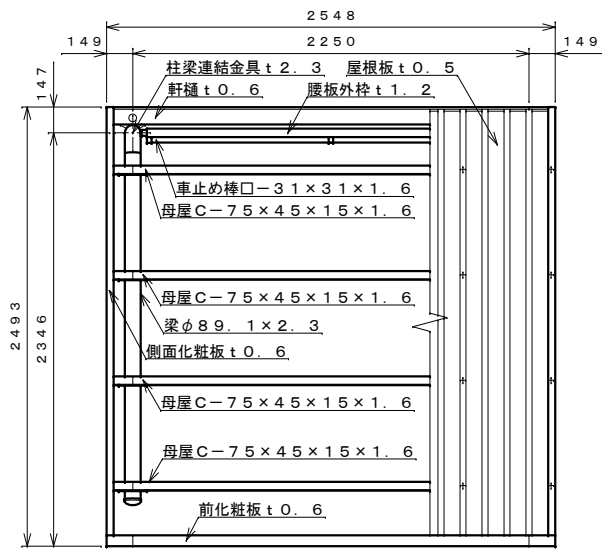 ２５４８
１４９
２２５０
１４９
柱梁連結金具ｔ２．３
屋根板ｔ０．５
軒樋ｔ０．６
腰板外枠ｔ１．２
１４７
車止め棒口－３１×３１×１．６
母屋Ｃ－７５×４５×１５×１．６
２４９３
２３４６
母屋Ｃ－７５×４５×１５×１．６
梁φ８９．１×２．３
側面化粧板ｔ０．６
母屋Ｃ－７５×４５×１５×１．６
母屋Ｃ－７５×４５×１５×１．６
前化粧板ｔ０．６